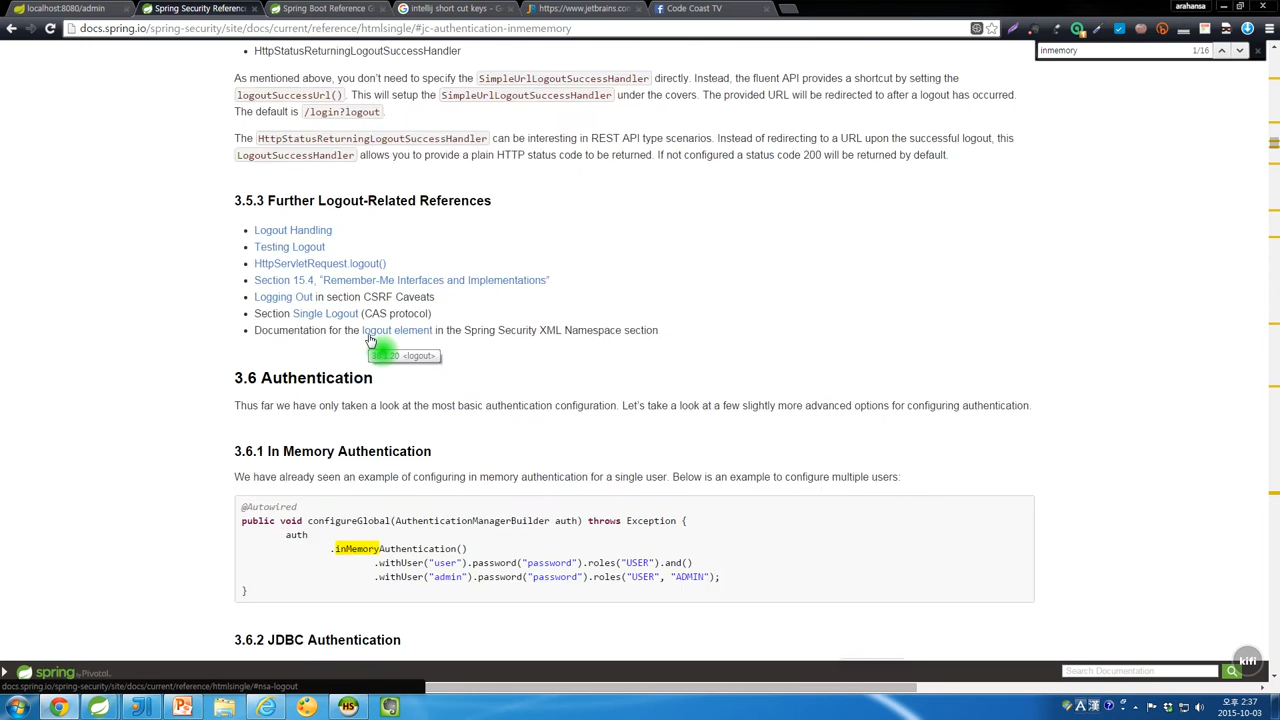 localhost:8080/admin
Spring Security Referenc
Spring Boot Reference G
intellij short cut keys - G
https://www.jetbrains.com
Code Coast TV
arahansa
docs.spring.io/spring-security/site/docs/current/reference/htmlsingle/#jc-authentication-inmememory
inmemory
1/16
HttpStatusReturningLogoutSuccessHandler
As mentioned above, you don't need to specify the SimpleUrlLogoutSuccessHandler directly. Instead, the fluent API provides a shortcut by setting the
logoutSuccessUrl(). This will setup the SimpleUrlLogoutSuccessHandler under the covers. The provided URL will be redirected to after a logout has occurred.
The default is /login?logout.
The HttpStatusReturningLogoutSuccessHandler can be interesting in REST API type scenarios. Instead of redirecting to a URL upon the successful logout, this
LogoutSuccessHandler allows you to provide a plain HTTP status code to be returned. If not configured a status code 200 will be returned by default.
3.5.3 Further Logout-Related References
Logout Handling
Testing Logout
HttpServletRequest.logout()
Section 15.4, “Remember-Me Interfaces and Implementations”
Logging Out in section CSRF Caveats
Section Single Logout (CAS protocol)
Documentation for the logout element in the Spring Security XML Namespace section
<logout>
3.6 Authentication
Thus far we have only taken a look at the most basic authentication configuration. Let's take a look at a few slightly more advanced options for configuring authentication.
3.6.1 In Memory Authentication
We have already seen an example of configuring in memory authentication for a single user. Below is an example to configure multiple users:
@Autowired
public void configureGlobal(AuthenticationManagerBuilder auth) throws Exception {
auth
.inMemoryAuthentication()
.withUser("user").password("password").roles("USER").and()
.withUser("admin").password("password").roles("USER", "ADMIN");
}
3.6.2 JDBC Authentication
kifi
spring by Pivotal
Search Documentation
docs.spring.io/spring-security/site/docs/current/reference/htmlsingle/#nsa-logout
오후 2:37
2015-10-03